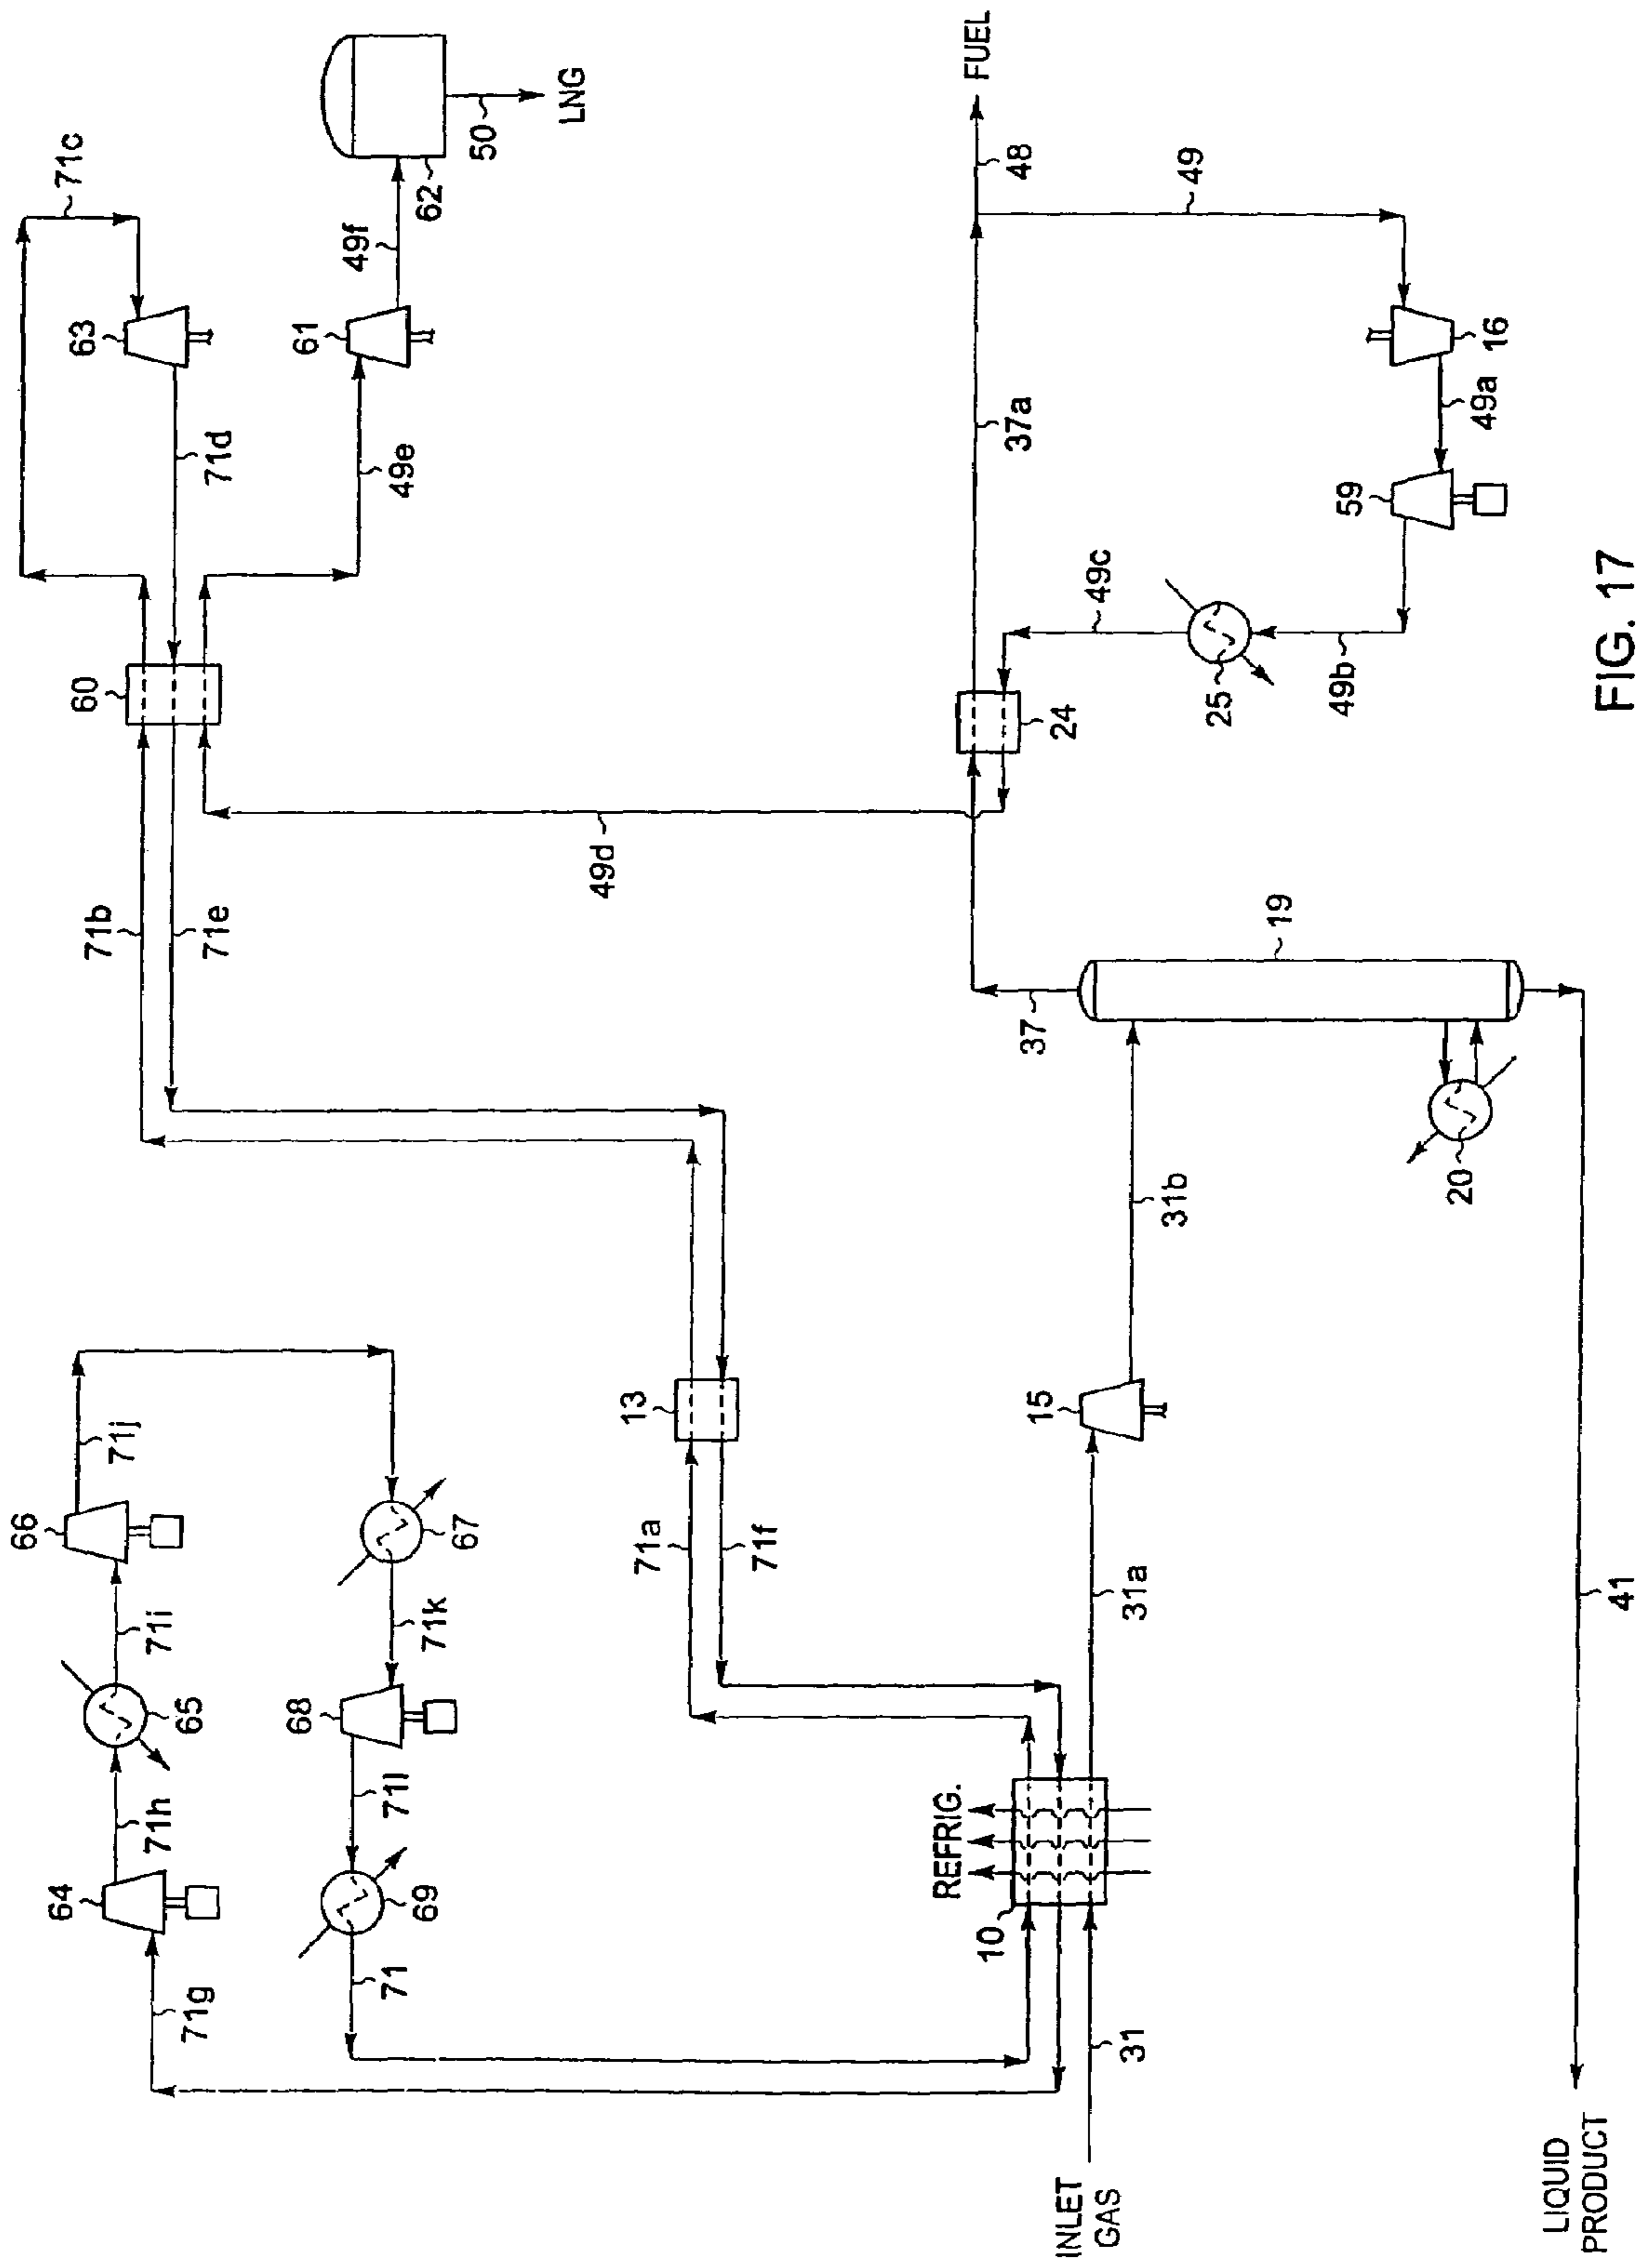 66
64
71c
63
60
71b
71j
71h
71i
65
71g
71e
71d
68
61
49f
71
71l
49e
69
62
71k
67
50
LNG
49d
13
71a
71f
REFRIG.
FUEL
10
37a
48
37
15
24
INLET
GAS
49c
31
31a
31b
49
25
19
49b
59
20
49a
16
LIQUID
PRODUCT
41
FIG. 17